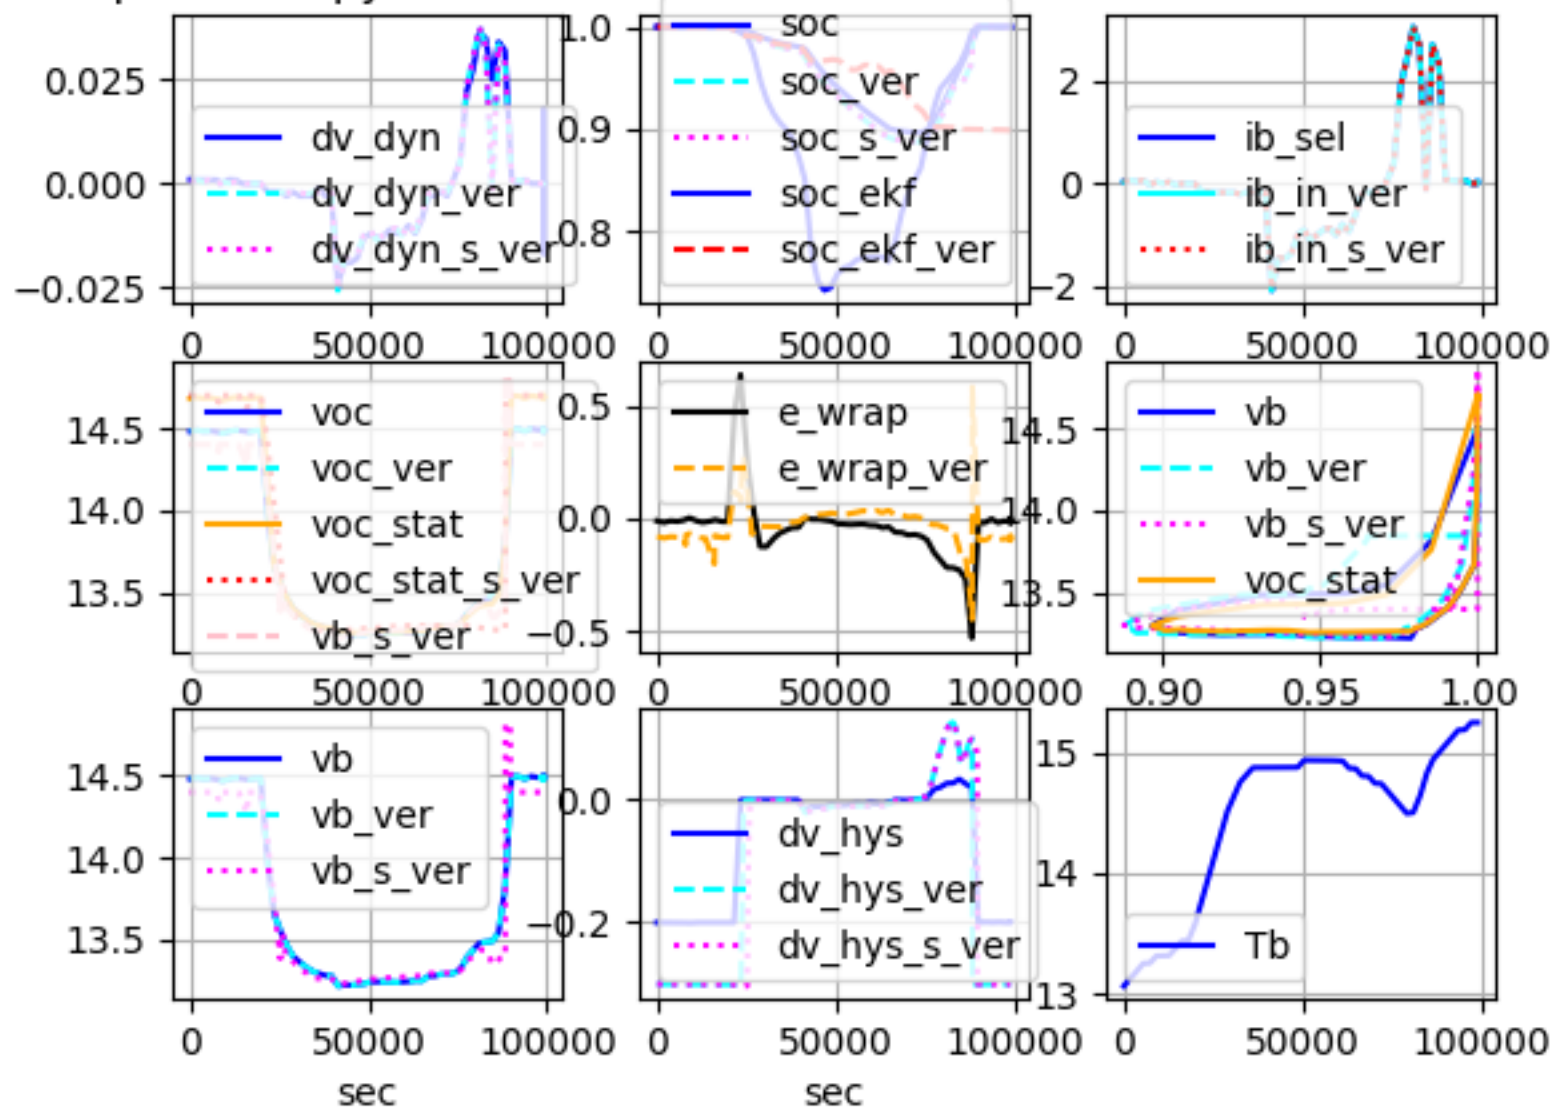 0.025
0.000
−0.025
dv_dyn
dv_dyn_ver
dv_dyn_s_ver
0 50000 100000
1.0
0.9
0.8
soc
soc_ver
soc_s_ver
soc_ekf
soc_ekf_ver
0 50000 100000
2
0
−2
ib_sel
ib_in_ver
ib_in_s_ver
0 50000 100000
14.5
14.0
13.5
voc
voc_ver
voc_stat
voc_stat_s_ver
vb_s_ver
0 50000 100000
0.5
0.0
−0.5
e_wrap
e_wrap_ver
0 50000 100000
14.5
14.0
13.5
vb
vb_ver
vb_s_ver
voc_stat
0.90 0.95 1.00
14.5
14.0
13.5
vb
vb_ver
vb_s_ver
0 50000 100000
sec
0.0
−0.2
dv_hys
dv_hys_ver
dv_hys_s_ver
0 50000 100000
sec
15
14
13
Tb
0 50000 100000